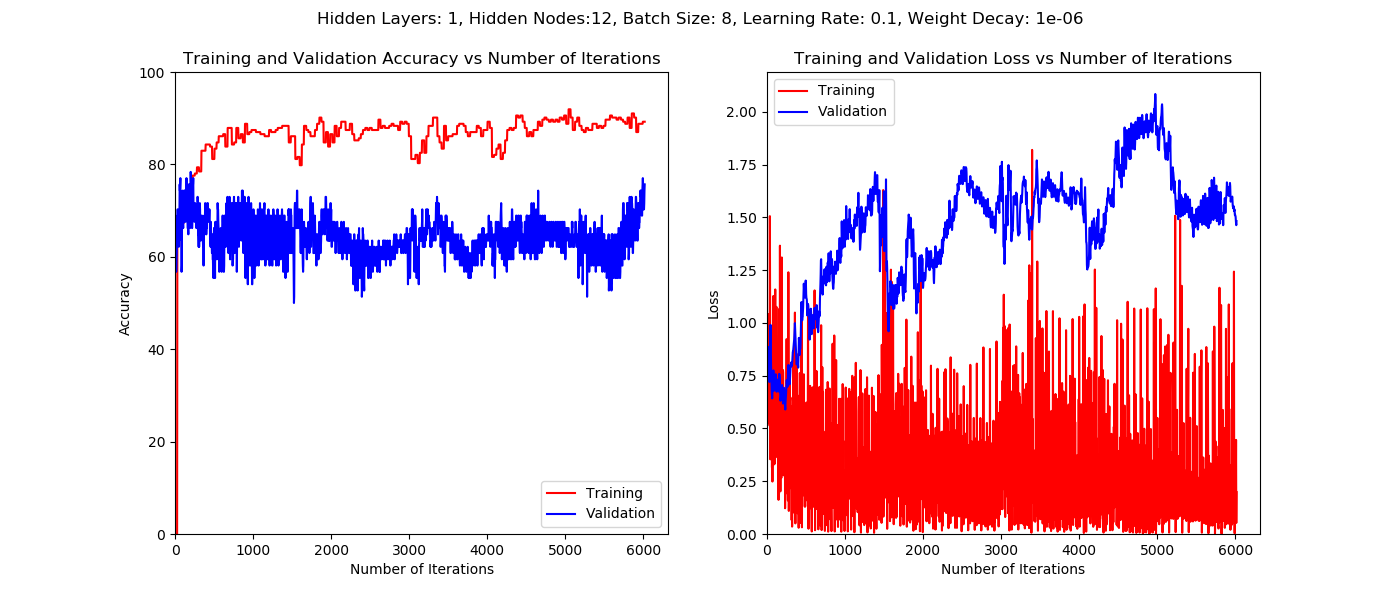 Hidden Layers: 1, Hidden Nodes:12, Batch Size: 8, Learning Rate: 0.1, Weight Decay: 1e-06
Training and Validation Accuracy vs Number of Iterations
100
80
60
40
20
0
Accuracy
0 1000 2000 3000 4000 5000 6000
Number of Iterations
Training
Validation
Training and Validation Loss vs Number of Iterations
Training
Validation
2.00
1.75
1.50
1.25
1.00
0.75
0.50
0.25
0.00
Loss
0 1000 2000 3000 4000 5000 6000
Number of Iterations